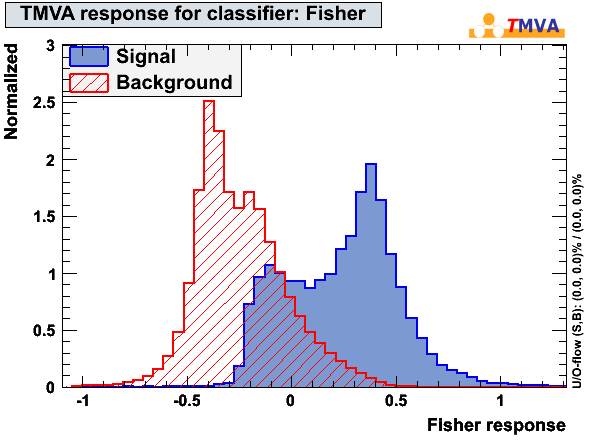 TMVA response for classifier: Fisher
TMVA
Signal
Background
Normalized
3
2.5
2
1.5
1
0.5
0
-1
-0.5
0
0.5
1
FIsher response
U/O-flow (S,B): (0.0, 0.0)% / (0.0, 0.0)%